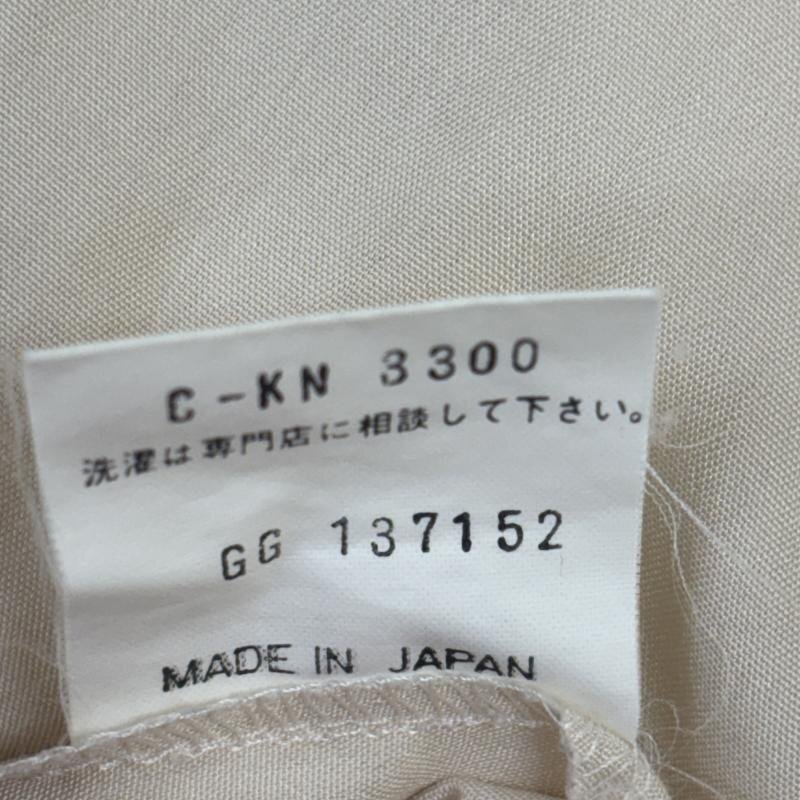 C-KN 3300
洗濯は専門店に相談して下さい。
GG 137152
MADE IN JAPAN